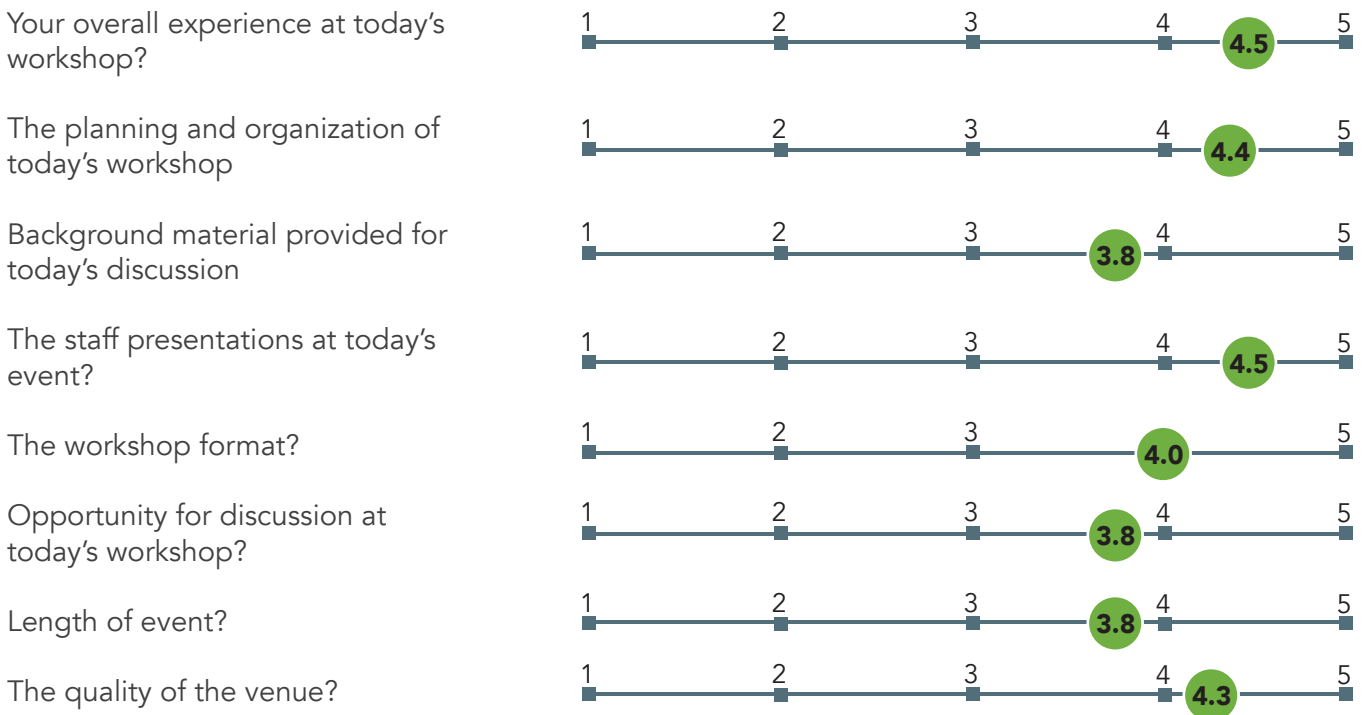 Your overall experience at today's
workshop?
1 2 3 4 4.5 5
The planning and organization of
today's workshop
1 2 3 4 4.4 5
Background material provided for
today's discussion
1 2 3 3.8 4 5
The staff presentations at today's
event?
1 2 3 4 4.5 5
The workshop format?
1 2 3 4.0 5
Opportunity for discussion at
today's workshop?
1 2 3 3.8 4 5
Length of event?
1 2 3 3.8 4 5
The quality of the venue?
1 2 3 4 4.3 5